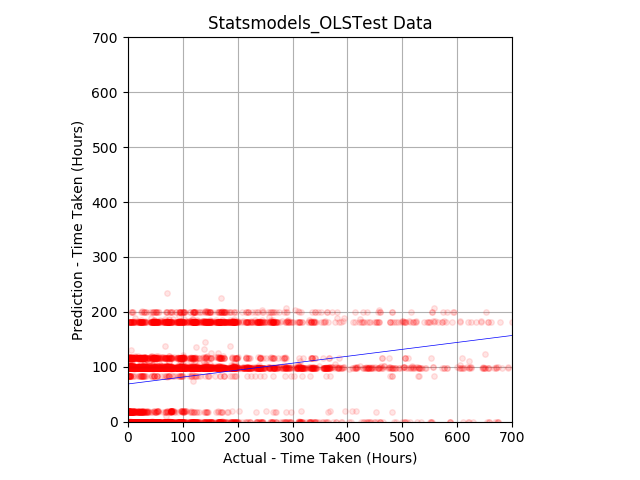 Statsmodels_OLSTest Data
700
600
500
400
300
200
100
0
Prediction - Time Taken (Hours)
0 100 200 300 400 500 600 700
Actual - Time Taken (Hours)